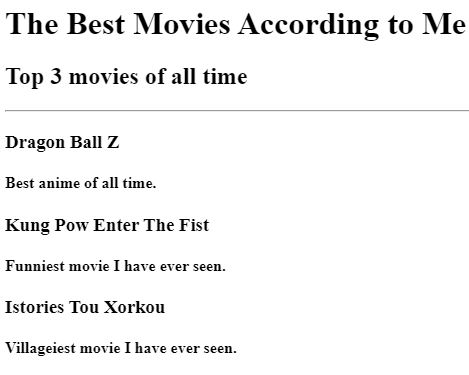 The Best Movies According to Me
Top 3 movies of all time
Dragon Ball Z
Best anime of all time.
Kung Pow Enter The Fist
Funniest movie I have ever seen.
Istories Tou Xorkou
Villageiest movie I have ever seen.